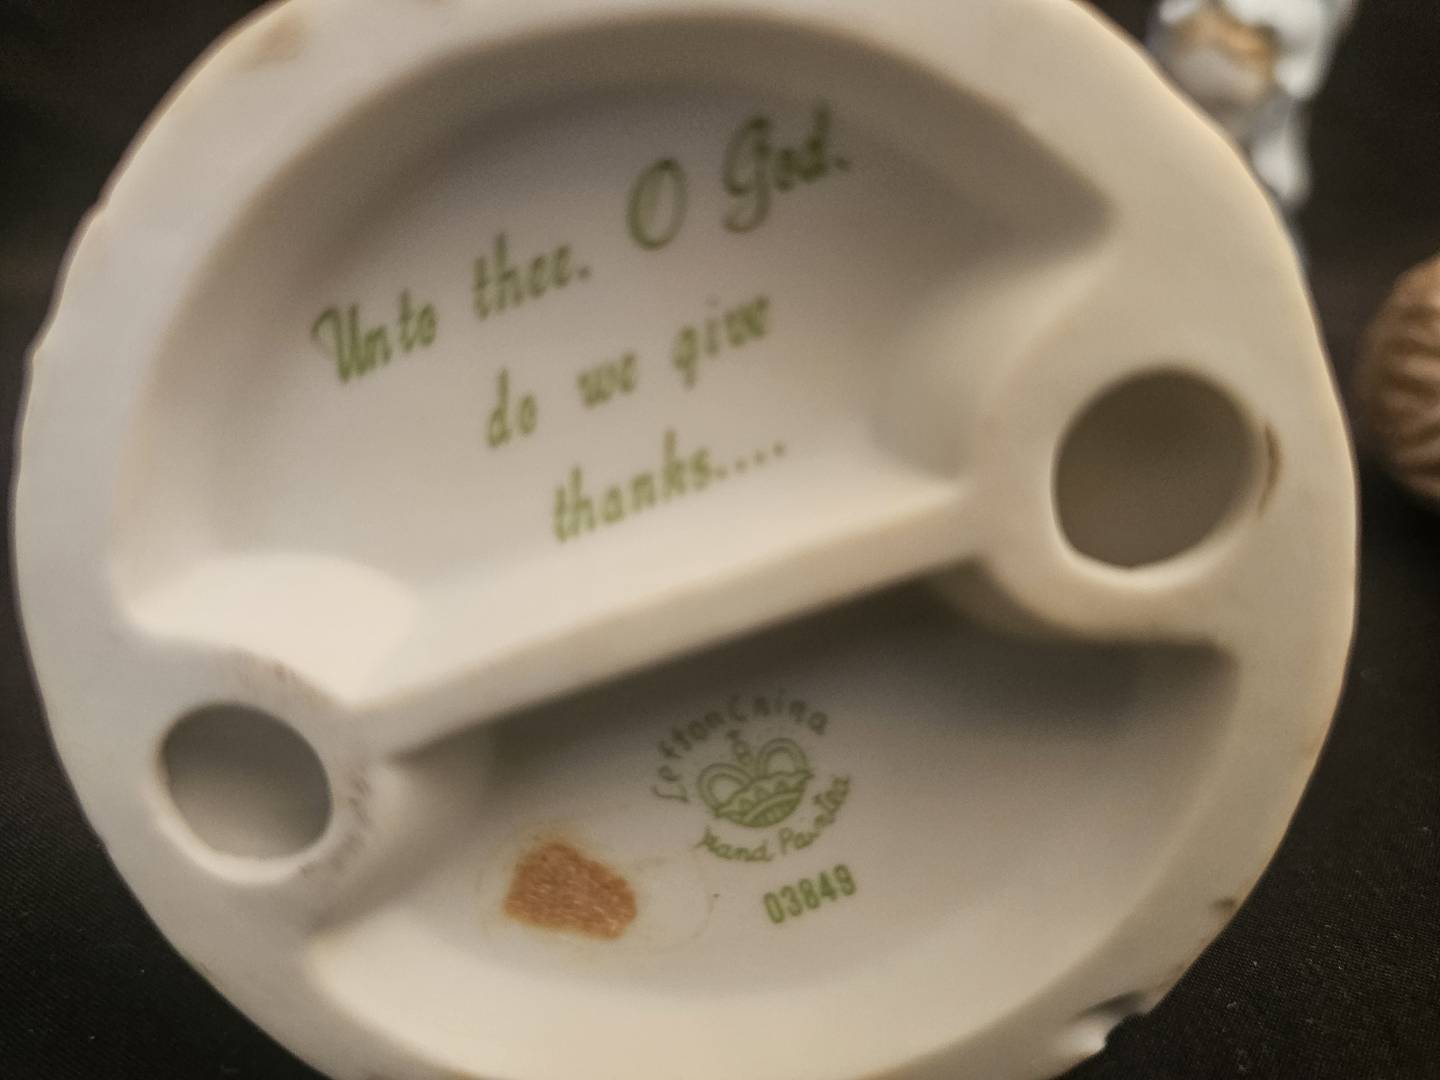 Unto thee. O God.
do we give
thanks....
Lefton China
Hand Painted
03849